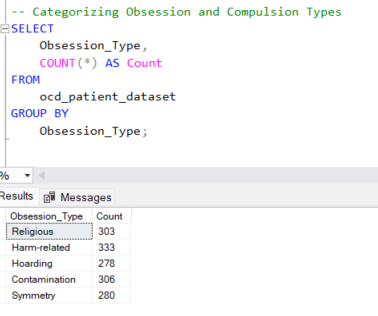 -- Categorizing Obsession and Compulsion Types
SELECT
Obsession_Type,
COUNT(*) AS Count
FROM
ocd_patient_dataset
GROUP BY
Obsession_Type;
%
Results Messages
Obsession_Type Count
Religious 303
Harm-related 333
Hoarding 278
Contamination 306
Symmetry 280